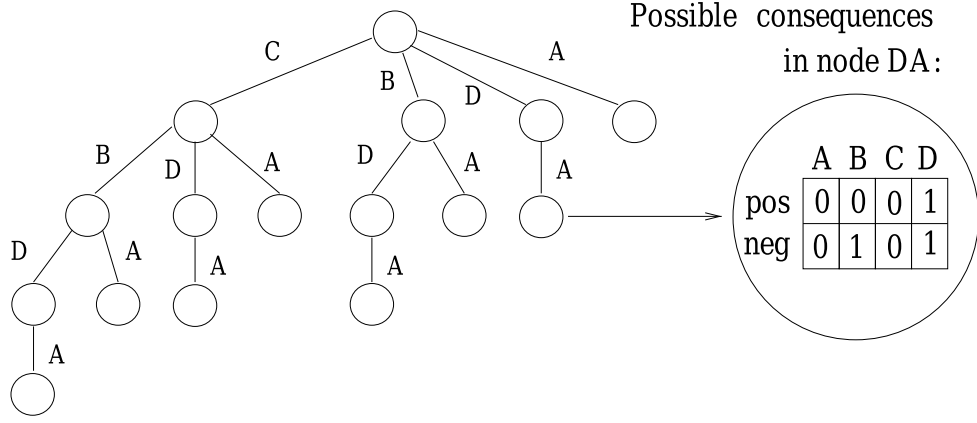 Possible consequences
in node DA:
C
B
D
A
B
D
A
D
A
A
D
A
A
A
A
A B C D
pos 0 0 0 1
neg 0 1 0 1